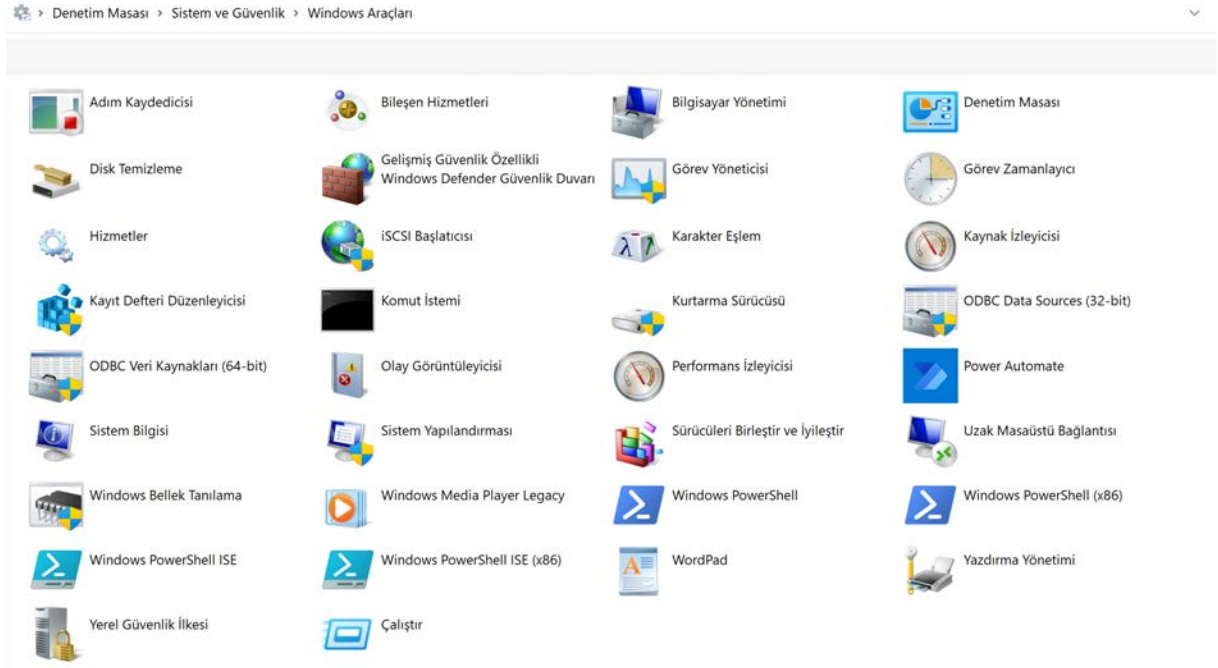 Denetim Masası > Sistem ve Güvenlik > Windows Araçları
Adım Kaydedicisi
Bileşen Hizmetleri
Bilgisayar Yönetimi
Denetim Masası
Disk Temizleme
Gelişmiş Güvenlik Özellikli
Windows Defender Güvenlik Duvarı
Görev Yöneticisi
Görev Zamanlayıcı
Hizmetler
iSCSI Başlatıcısı
Karakter Eşlem
Kaynak İzleyicisi
Kayıt Defteri Düzenleyicisi
Komut İstemi
Kurtarma Sürücüsü
ODBC Data Sources (32-bit)
ODBC Veri Kaynakları (64-bit)
Olay Görüntüleyicisi
Performans İzleyicisi
Power Automate
Sistem Bilgisi
Sistem Yapılandırması
Sürücüleri Birleştir ve İyileştir
Uzak Masaüstü Bağlantısı
Windows Bellek Tanılama
Windows Media Player Legacy
Windows PowerShell
Windows PowerShell (x86)
Windows PowerShell ISE
Windows PowerShell ISE (x86)
WordPad
Yazdırma Yönetimi
Yerel Güvenlik İlkesi
Çalıştır